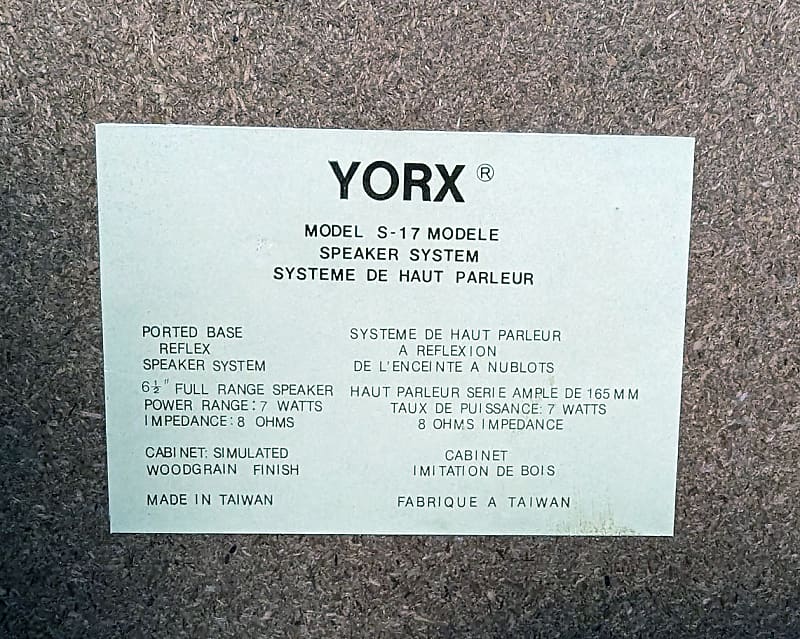 YORX®
MODEL S-17 MODELE
SPEAKER SYSTEM
SYSTEME DE HAUT PARLEUR
PORTED BASE
REFLEX
SPEAKER SYSTEM
6½" FULL RANGE SPEAKER
POWER RANGE: 7 WATTS
IMPEDANCE: 8 OHMS
CABINET: SIMULATED
WOODGRAIN FINISH
MADE IN TAIWAN
SYSTEME DE HAUT PARLEUR
A REFLEXION
DE L'ENCEINTE A NUBLOTS
HAUT PARLEUR SERIE AMPLE DE 165 MM
TAUX DE PUISSANCE: 7 WATTS
8 OHMS IMPEDANCE
CABINET
IMITATION DE BOIS
FABRIQUE A TAIWAN